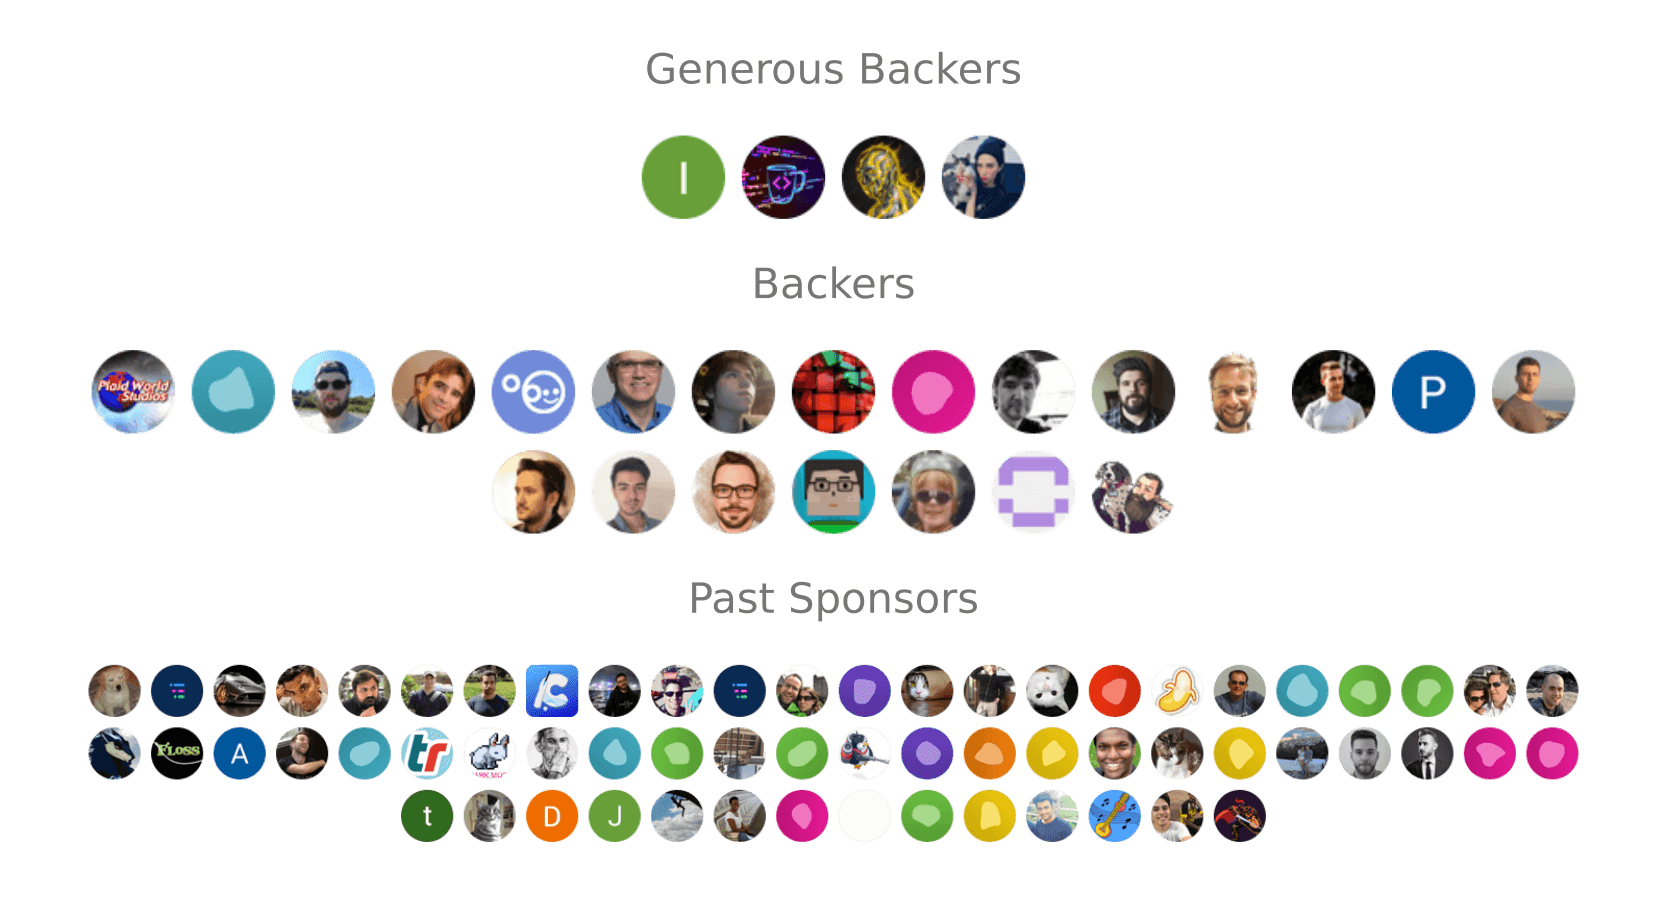 Generous Backers
I
Backers
Plaid World
Studios
P
Past Sponsors
C
FLOSS
A
tr
t
D
J